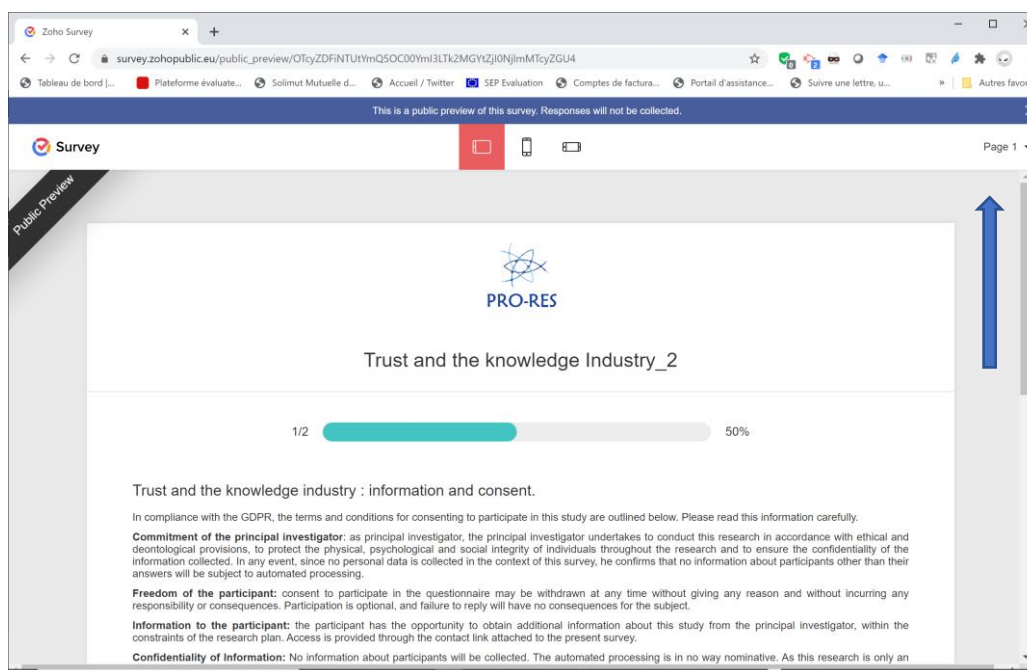 Zoho Survey
survey.zohopublic.eu/public_preview/
Tableau de bord |...
Plateforme évaluate...
Solimut Mutuelle d...
Accueil / Twitter
SEP Evaluation
Comptes de factura...
Portail d'assistance...
Suivre une lettre, u...
»
Autres favor
This is a public preview of this survey. Responses will not be collected.
Survey
Page 1
Public Preview
PRO-RES
Trust and the knowledge Industry_2
1/2
50%
Trust and the knowledge industry : information and consent.
In compliance with the GDPR, the terms and conditions for consenting to participate in this study are outlined below. Please read this information carefully.
Commitment of the principal investigator: as principal investigator, the principal investigator undertakes to conduct this research in accordance with ethical and
deontological provisions, to protect the physical, psychological and social integrity of individuals throughout the research and to ensure the confidentiality of the
information collected. In any event, since no personal data is collected in the context of this survey, he confirms that no information about participants other than their
answers will be subject to automated processing.
Freedom of the participant: consent to participate in the questionnaire may be withdrawn at any time without giving any reason and without incurring any
responsibility or consequences. Participation is optional, and failure to reply will have no consequences for the subject.
Information to the participant: the participant has the opportunity to obtain additional information about this study from the principal investigator, within the
constraints of the research plan. Access is provided through the contact link attached to the present survey.
Confidentiality of Information: No information about participants will be collected. The automated processing is in no way nominative. As this research is only an